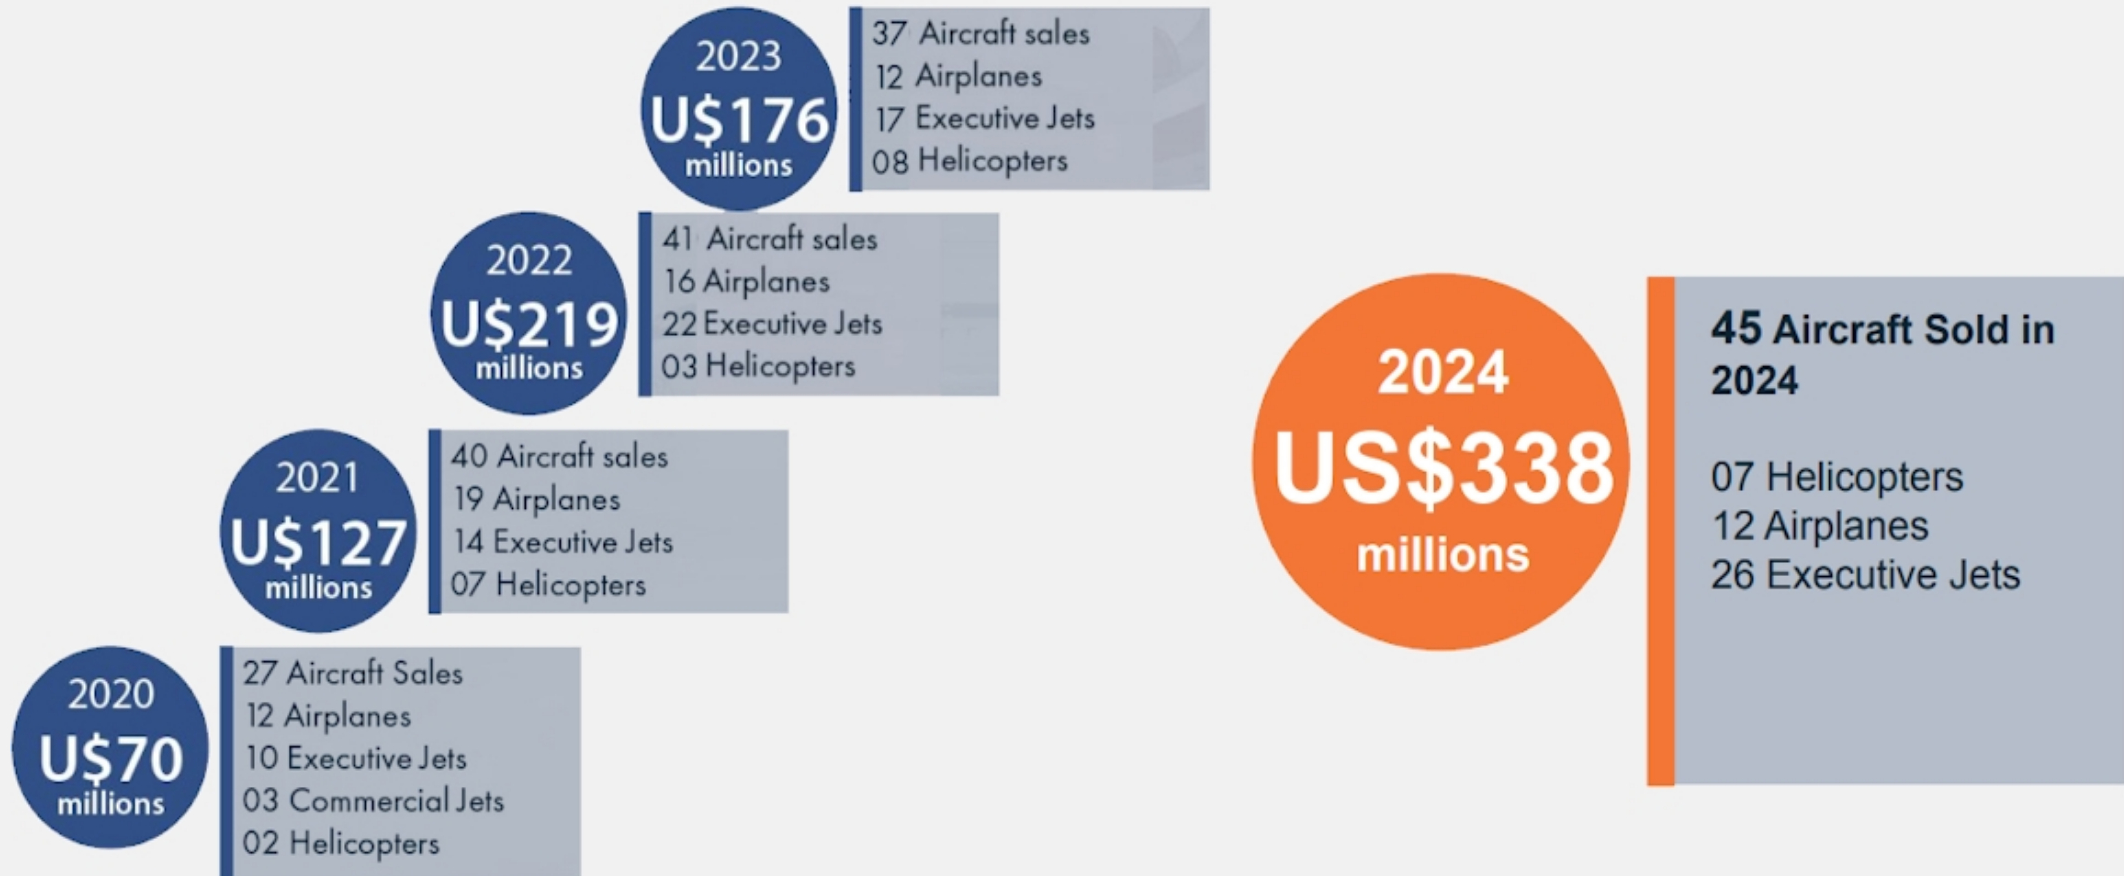 2023
U$176
millions
37 Aircraft sales
12 Airplanes
17 Executive Jets
08 Helicopters
2022
U$219
millions
41 Aircraft sales
16 Airplanes
22 Executive Jets
03 Helicopters
2021
U$127
millions
40 Aircraft sales
19 Airplanes
14 Executive Jets
07 Helicopters
2020
U$70
millions
27 Aircraft Sales
12 Airplanes
10 Executive Jets
03 Commercial Jets
02 Helicopters
2024
US$338
millions
45 Aircraft Sold in
2024
07 Helicopters
12 Airplanes
26 Executive Jets